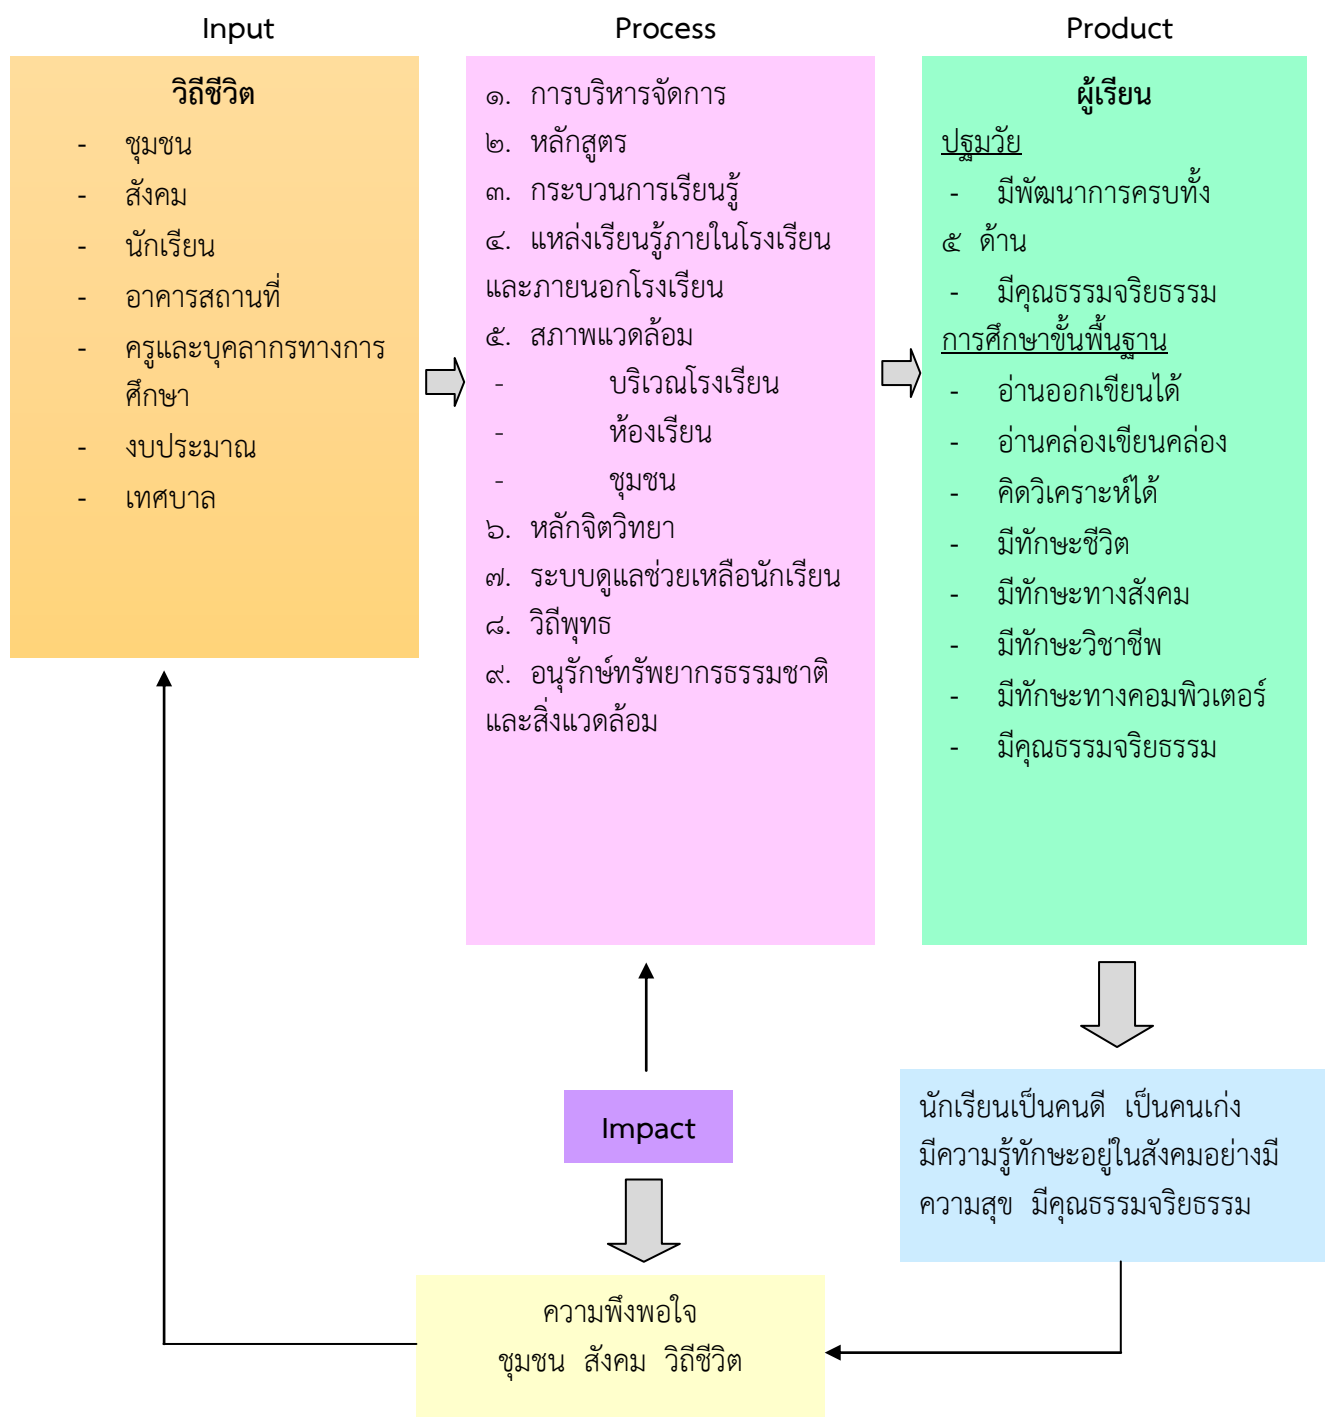 Input
วิถีชีวิต
- ชุมชน
- สังคม
- นักเรียน
- อาคารสถานที่
- ครูและบุคลากรทางการ
ศึกษา
- งบประมาณ
- เทศบาล
Process
๑. การบริหารจัดการ
๒. หลักสูตร
๓. กระบวนการเรียนรู้
๔. แหล่งเรียนรู้ภายในโรงเรียน
และภายนอกโรงเรียน
๕. สภาพแวดล้อม
- บริเวณโรงเรียน
- ห้องเรียน
- ชุมชน
๖. หลักจิตวิทยา
๗. ระบบดูแลช่วยเหลือนักเรียน
๘. วิถีพุทธ
๙. อนุรักษ์ทรัพยากรธรรมชาติ
และสิ่งแวดล้อม
Product
ผู้เรียน
ปฐมวัย
- มีพัฒนาการครบทั้ง
๕ ด้าน
- มีคุณธรรมจริยธรรม
การศึกษาขั้นพื้นฐาน
- อ่านออกเขียนได้
- อ่านคล่องเขียนคล่อง
- คิดวิเคราะห์ได้
- มีทักษะชีวิต
- มีทักษะทางสังคม
- มีทักษะวิชาชีพ
- มีทักษะทางคอมพิวเตอร์
- มีคุณธรรมจริยธรรม
นักเรียนเป็นคนดี เป็นคนเก่ง
มีความรู้ทักษะอยู่ในสังคมอย่างมี
ความสุข มีคุณธรรมจริยธรรม
Impact
ความพึงพอใจ
ชุมชน สังคม วิถีชีวิต